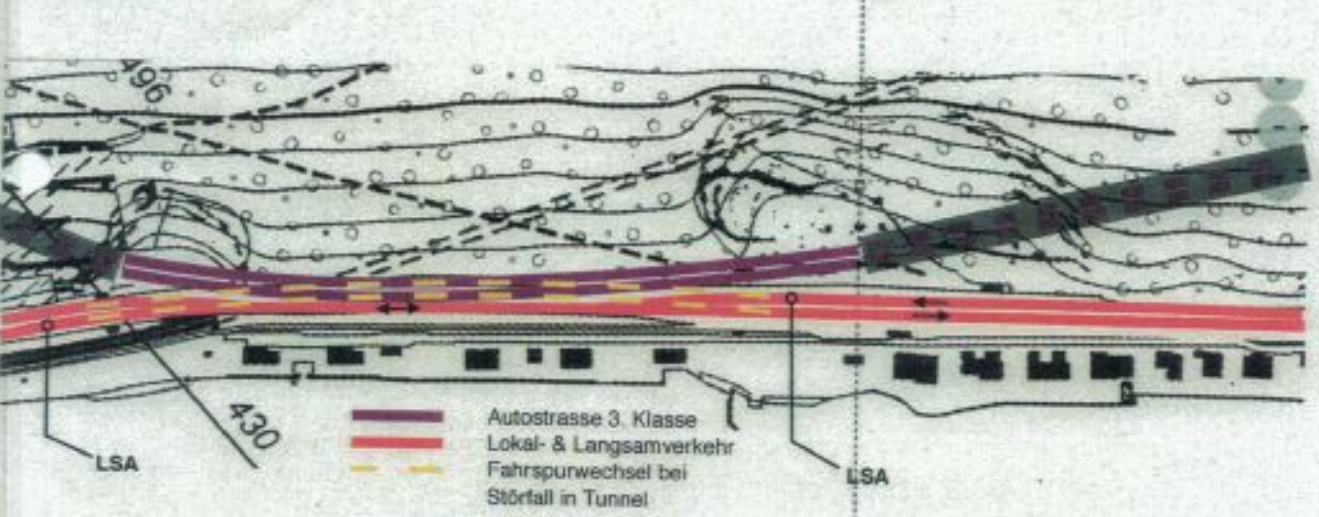 496
430
LSA
Autostrasse 3. Klasse
Lokal- & Langsamverkehr
Fahrspurwechsel bei
Störfall in Tunnel
LSA